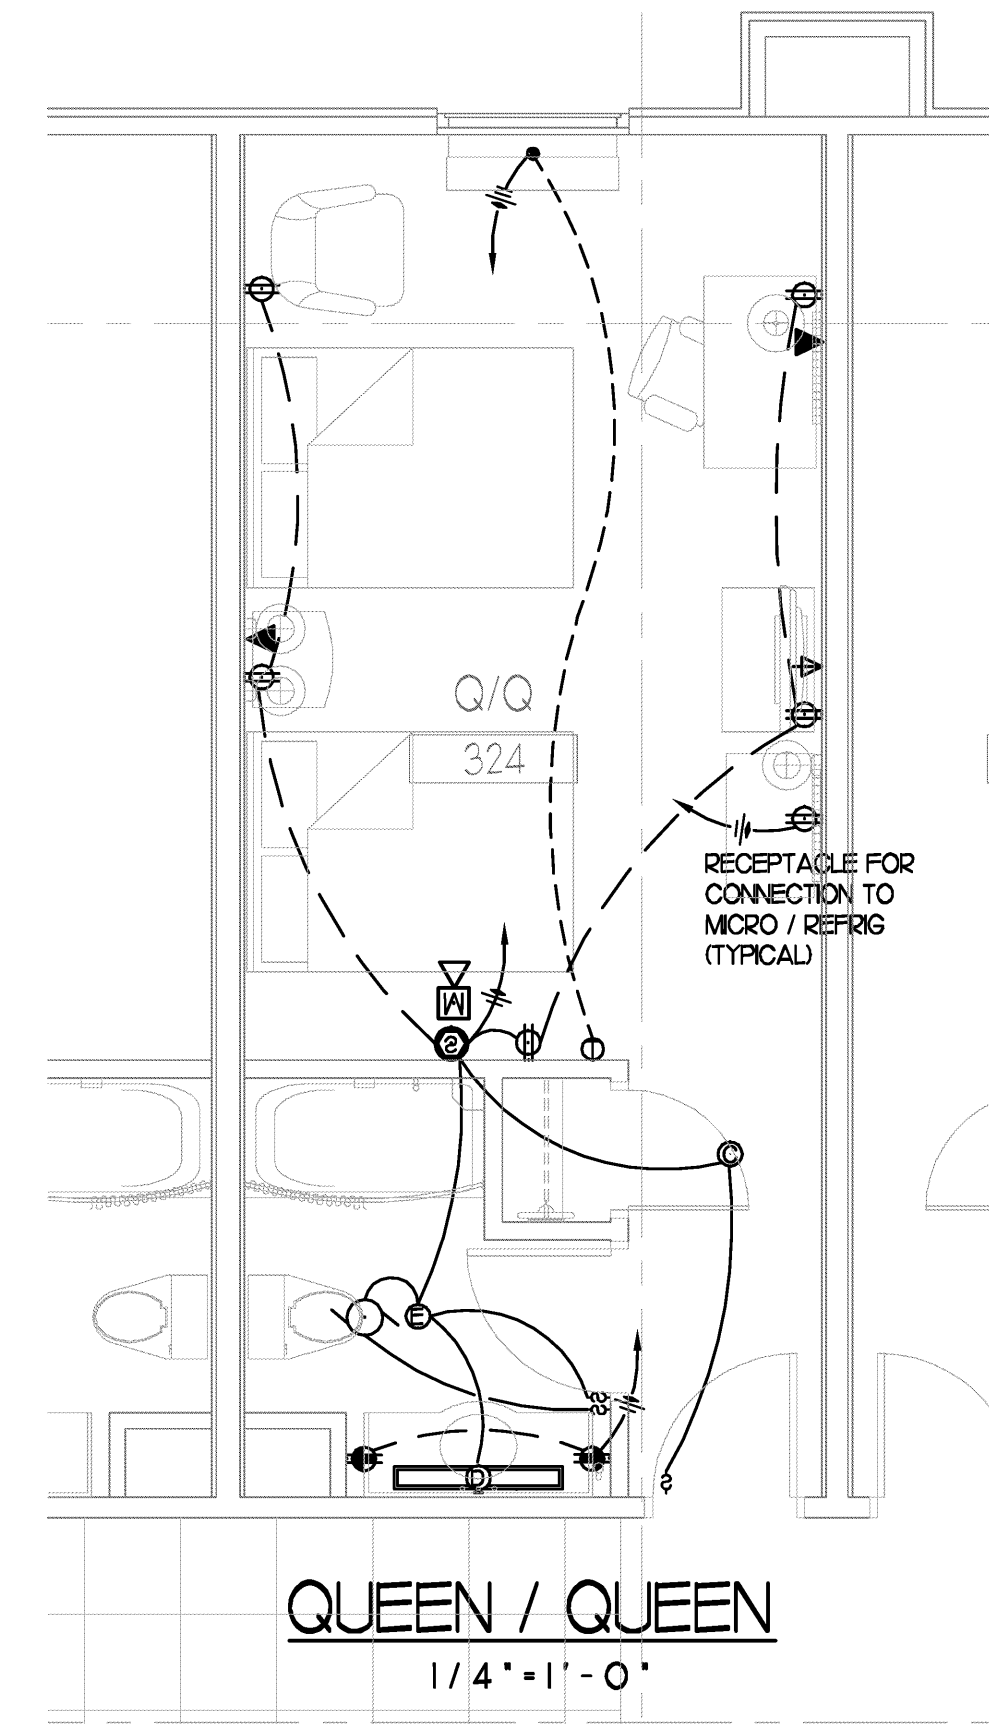 Q/Q
324
RECEPTACLE FOR
CONNECTION TO
MICRO / REFRIG
(TYPICAL)
M
S
C
E
S
S
D
S
QUEEN / QUEEN
1/4"=1'-0"